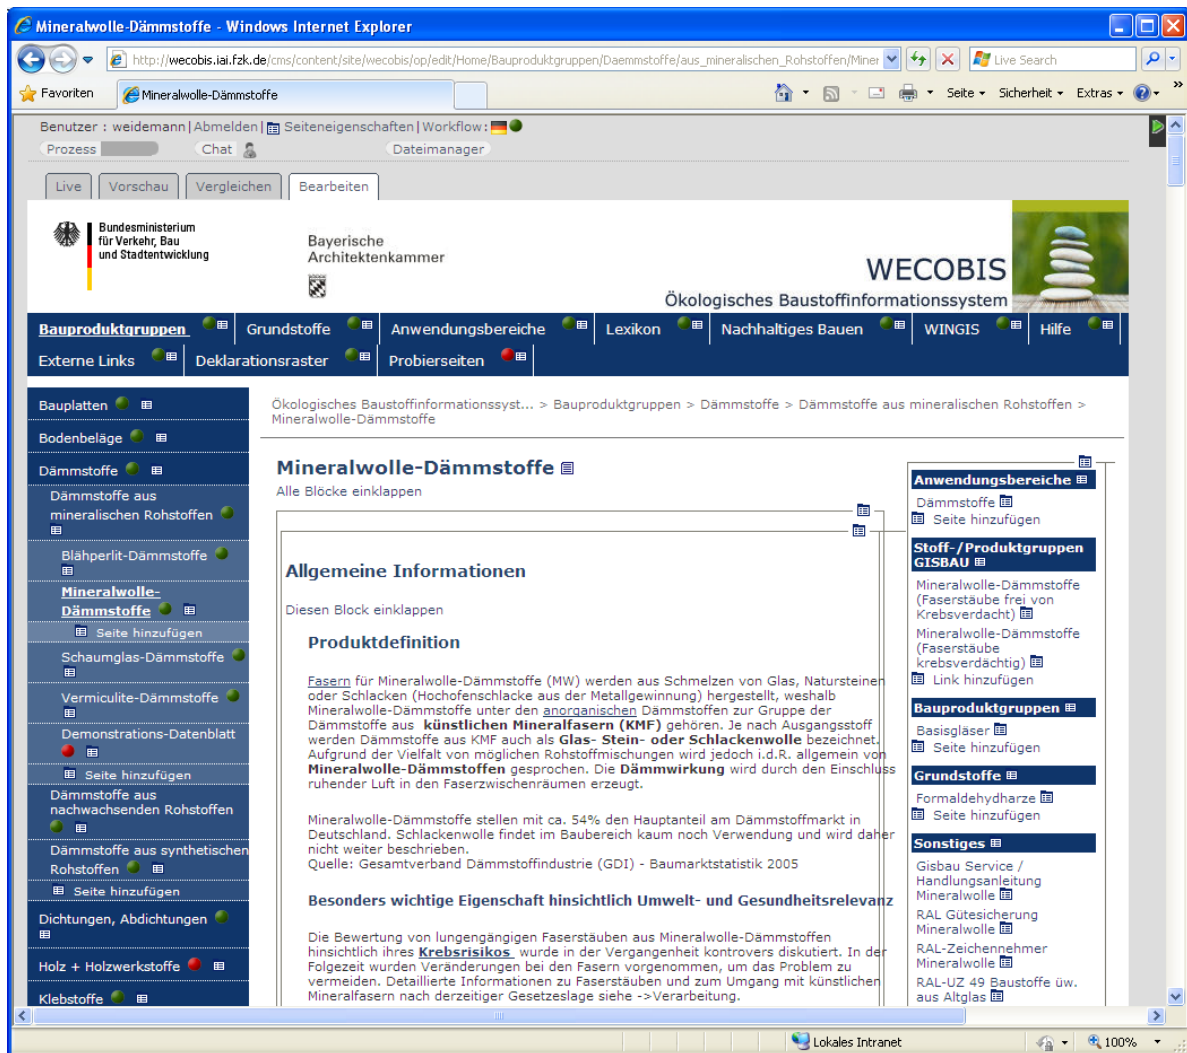 Mineralwolle-Dämmstoffe - Windows Internet Explorer
http://wecobis.iai.fzk.de/cms/content/site/wecobis/op/edit/Home/Bauproduktgruppen/Daemmstoffe/aus_mineralischen_Rohstoffen/Miner
Live Search
Favoriten
Mineralwolle-Dämmstoffe
Seite
Sicherheit
Extras
Benutzer : weidemann|Abmelden| Seiteneigenschaften|Workflow:
Prozess
Chat
Dateimanager
Live
Vorschau
Vergleichen
Bearbeiten
Bundesministerium
für Verkehr, Bau
und Stadtentwicklung
Bayerische
Architektenkammer
WECOBIS
Ökologisches Baustoffinformationssystem
Bauproduktgruppen
Grundstoffe
Anwendungsbereiche
Lexikon
Nachhaltiges Bauen
WINGIS
Hilfe
Externe Links
Deklarationsraster
Probierseiten
Bauplatten
Bodenbeläge
Dämmstoffe
Dämmstoffe aus
mineralischen Rohstoffen
Blähperlit-Dämmstoffe
Mineralwolle-
Dämmstoffe
Seite hinzufügen
Schaumglas-Dämmstoffe
Vermiculite-Dämmstoffe
Demonstrations-Datenblatt
Seite hinzufügen
Dämmstoffe aus
nachwachsenden Rohstoffen
Dämmstoffe aus synthetischen
Rohstoffen
Seite hinzufügen
Dichtungen, Abdichtungen
Holz + Holzwerkstoffe
Klebstoffe
Ökologisches Baustoffinformationssyst... > Bauproduktgruppen > Dämmstoffe > Dämmstoffe aus mineralischen Rohstoffen >
Mineralwolle-Dämmstoffe
Mineralwolle-Dämmstoffe
Alle Blöcke einklappen
Allgemeine Informationen
Diesen Block einklappen
Produktdefinition
Fasern für Mineralwolle-Dämmstoffe (MW) werden aus Schmelzen von Glas, Natursteinen
oder Schlacken (Hochofenschlacke aus der Metallgewinnung) hergestellt, weshalb
Mineralwolle-Dämmstoffe unter den anorganischen Dämmstoffen zur Gruppe der
Dämmstoffe aus künstlichen Mineralfasern (KMF) gehören. Je nach Ausgangsstoff
werden Dämmstoffe aus KMF auch als Glas- Stein- oder Schlackenwolle bezeichnet.
Aufgrund der Vielfalt von möglichen Rohstoffmischungen wird jedoch i.d.R. allgemein von
Mineralwolle-Dämmstoffen gesprochen. Die Dämmwirkung wird durch den Einschluss
ruhender Luft in den Faserzwischenräumen erzeugt.
Mineralwolle-Dämmstoffe stellen mit ca. 54% den Hauptanteil am Dämmstoffmarkt in
Deutschland. Schlackenwolle findet im Baubereich kaum noch Verwendung und wird daher
nicht weiter beschrieben.
Quelle: Gesamtverband Dämmstoffindustrie (GDI) - Baumarktstatistik 2005
Besonders wichtige Eigenschaft hinsichtlich Umwelt- und Gesundheitsrelevanz
Die Bewertung von lungengängigen Faserstäuben aus Mineralwolle-Dämmstoffen
hinsichtlich ihres Krebsrisikos wurde in der Vergangenheit kontrovers diskutiert. In der
Folgezeit wurden Veränderungen bei den Fasern vorgenommen, um das Problem zu
vermeiden. Detaillierte Informationen zu Faserstäuben und zum Umgang mit künstlichen
Mineralfasern nach derzeitiger Gesetzeslage siehe ->Verarbeitung.
Anwendungsbereiche
Dämmstoffe
Seite hinzufügen
Stoff-/Produktgruppen
GISBAU
Mineralwolle-Dämmstoffe
(Faserstäube frei von
Krebsverdacht)
Mineralwolle-Dämmstoffe
(Faserstäube
krebsverdächtig)
Link hinzufügen
Bauproduktgruppen
Basisgläser
Seite hinzufügen
Grundstoffe
Formaldehydharze
Seite hinzufügen
Sonstiges
Gisbau Service /
Handlungsanleitung
Mineralwolle
RAL Gütesicherung
Mineralwolle
RAL-Zeichennehmer
Mineralwolle
RAL-UZ 49 Baustoffe üw.
aus Altglas
Lokales Intranet
100%